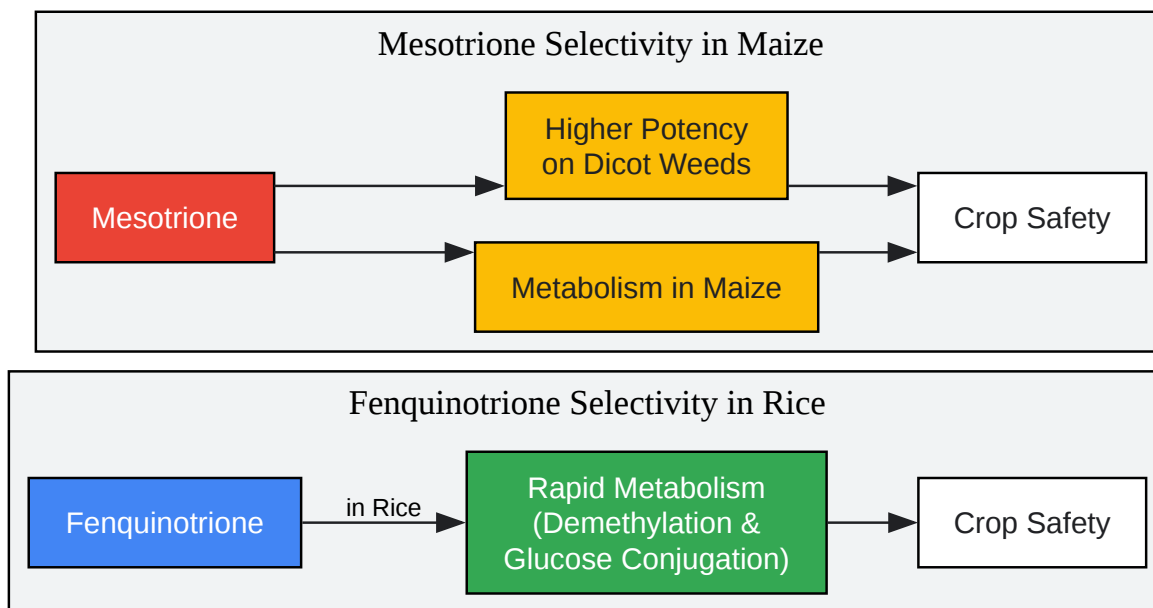 Mesotrione Selectivity in Maize
Higher Potency
on Dicot Weeds
Mesotrione
Crop Safety
Metabolism in Maize
Fenquinotrione Selectivity in Rice
Fenquinotrione
in Rice
Rapid Metabolism
(Demethylation &
Glucose Conjugation)
Crop Safety